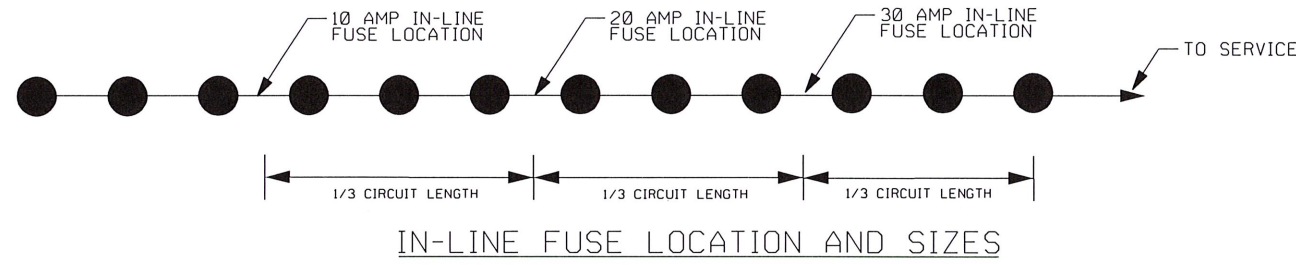 10 AMP IN-LINE
FUSE LOCATION
20 AMP IN-LINE
FUSE LOCATION
30 AMP IN-LINE
FUSE LOCATION
TO SERVICE
1/3 CIRCUIT LENGTH
1/3 CIRCUIT LENGTH
1/3 CIRCUIT LENGTH
IN-LINE FUSE LOCATION AND SIZES